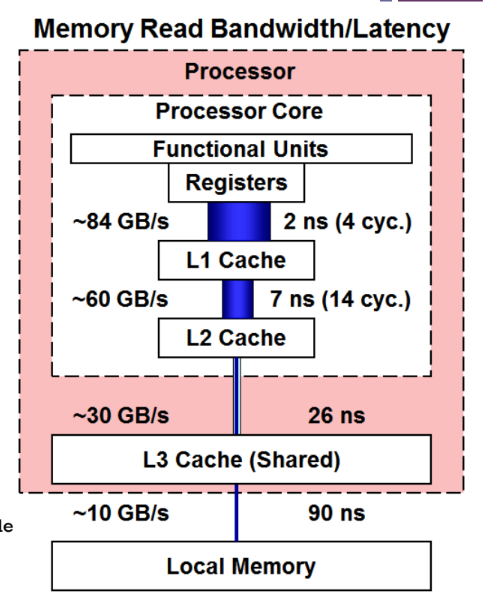 Memory Read Bandwidth/Latency
Processor
Processor Core
Functional Units
Registers
~84 GB/s 2 ns (4 cyc.)
L1 Cache
~60 GB/s 7 ns (14 cyc.)
L2 Cache
~30 GB/s 26 ns
L3 Cache (Shared)
~10 GB/s 90 ns
le
Local Memory